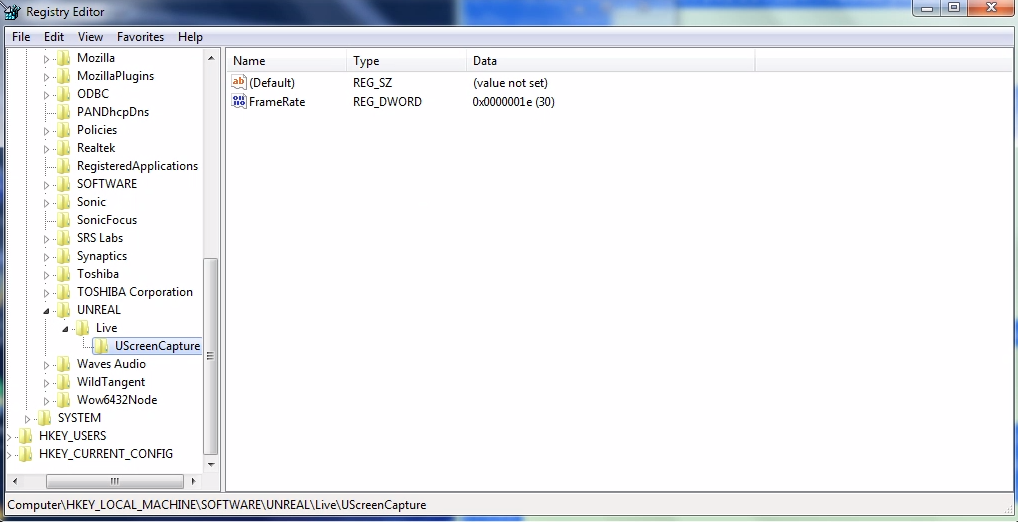 Registry Editor
File Edit View Favorites Help
Mozilla
MozillaPlugins
ODBC
PANDhcpDns
Policies
Realtek
RegisteredApplications
SOFTWARE
Sonic
SonicFocus
SRS Labs
Synaptics
Toshiba
TOSHIBA Corporation
UNREAL
Live
UScreenCapture
Waves Audio
WildTangent
Wow6432Node
SYSTEM
HKEY_USERS
HKEY_CURRENT_CONFIG
Name Type Data
ab (Default) REG_SZ (value not set)
FrameRate REG_DWORD 0x0000001e (30)
Computer\HKEY_LOCAL_MACHINE\SOFTWARE\UNREAL\Live\UScreenCapture